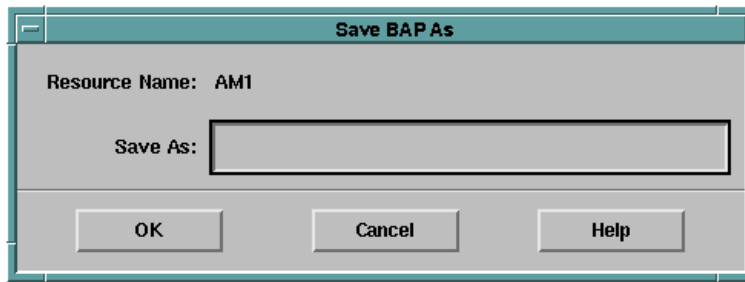 Save BAP As
Resource Name: AM1
Save As:
OK Cancel Help